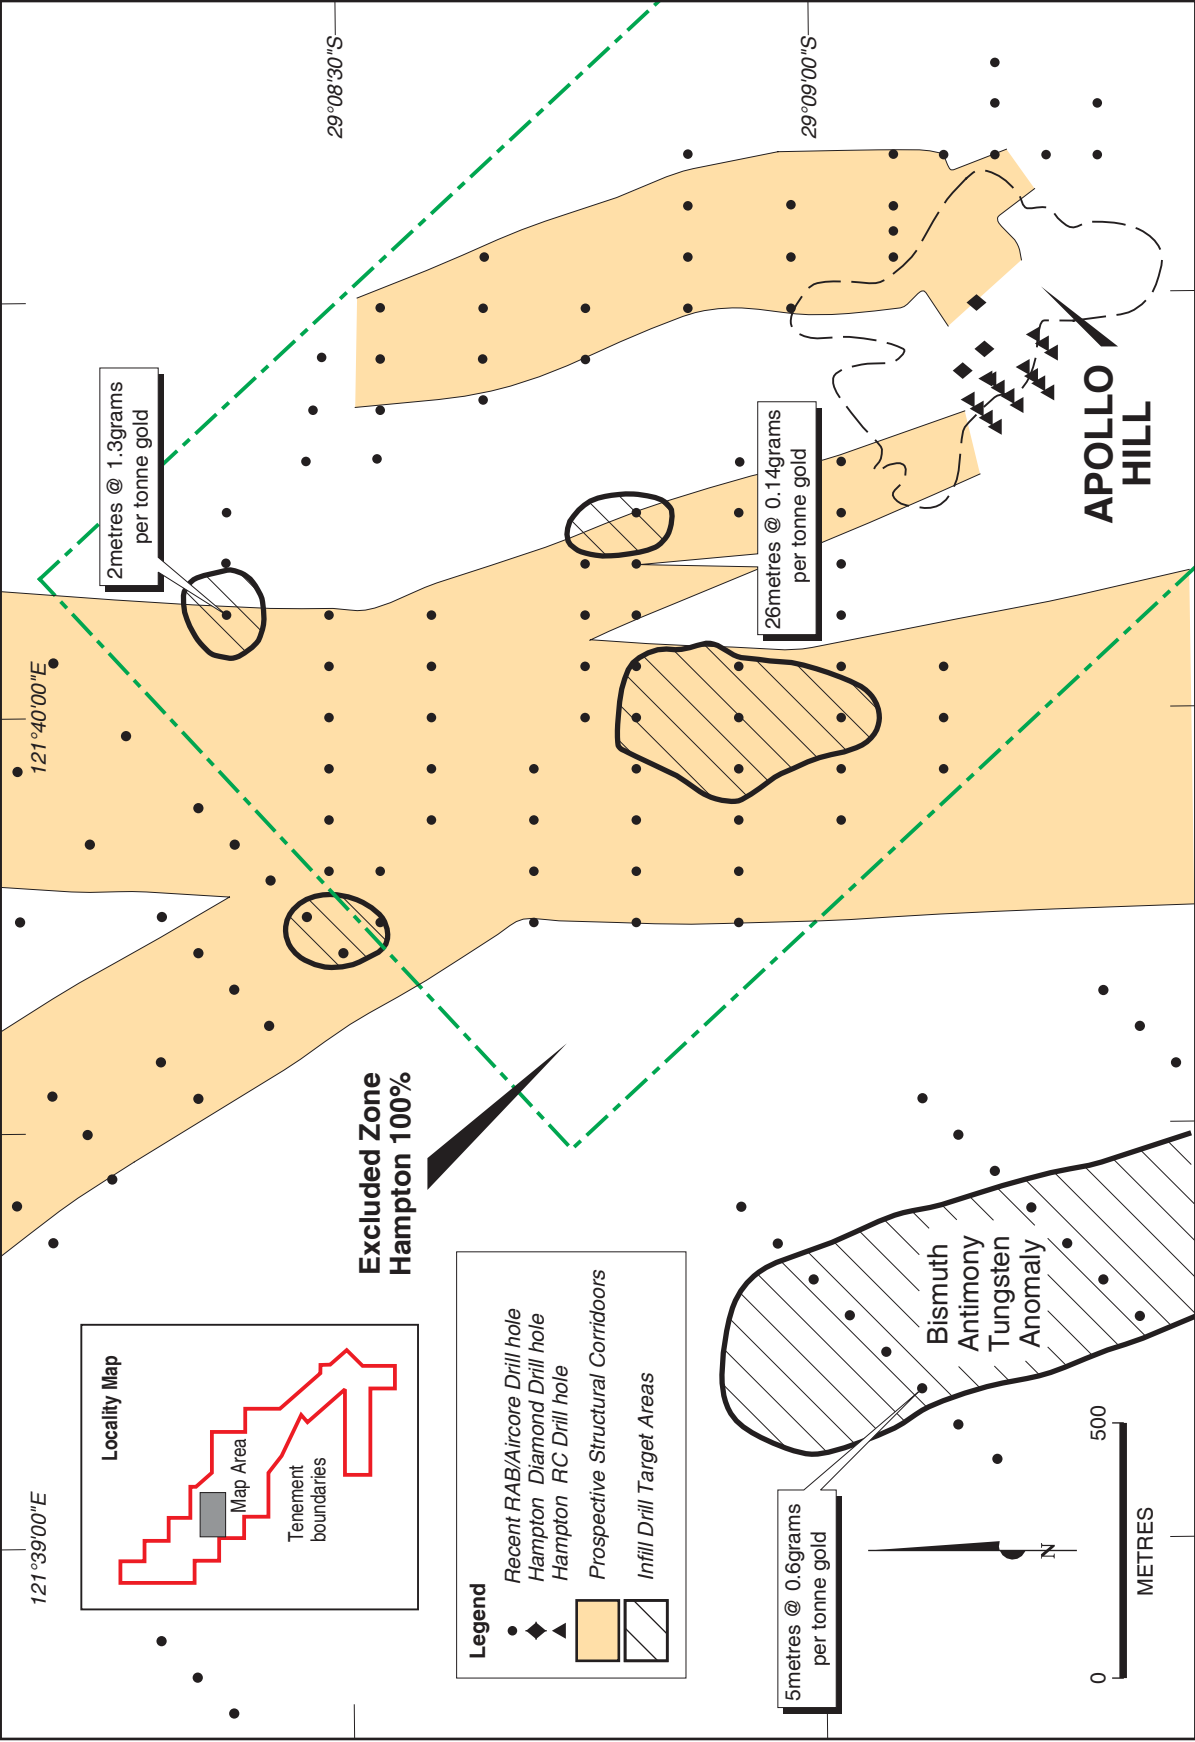 121°39'00"E
121°40'00"E
29°08'30"S
29°09'00"S
Locality Map
Map Area
Tenement
boundaries
2metres @ 1.3grams
per tonne gold
Excluded Zone
Hampton 100%
Legend
Recent RAB/Aircore Drill hole
Hampton Diamond Drill hole
Hampton RC Drill hole
Prospective Structural Corridors
Infill Drill Target Areas
26metres @ 0.14grams
per tonne gold
5metres @ 0.6grams
per tonne gold
Bismuth
Antimony
Tungsten
Anomaly
APOLLO
HILL
N
0 500
METRES